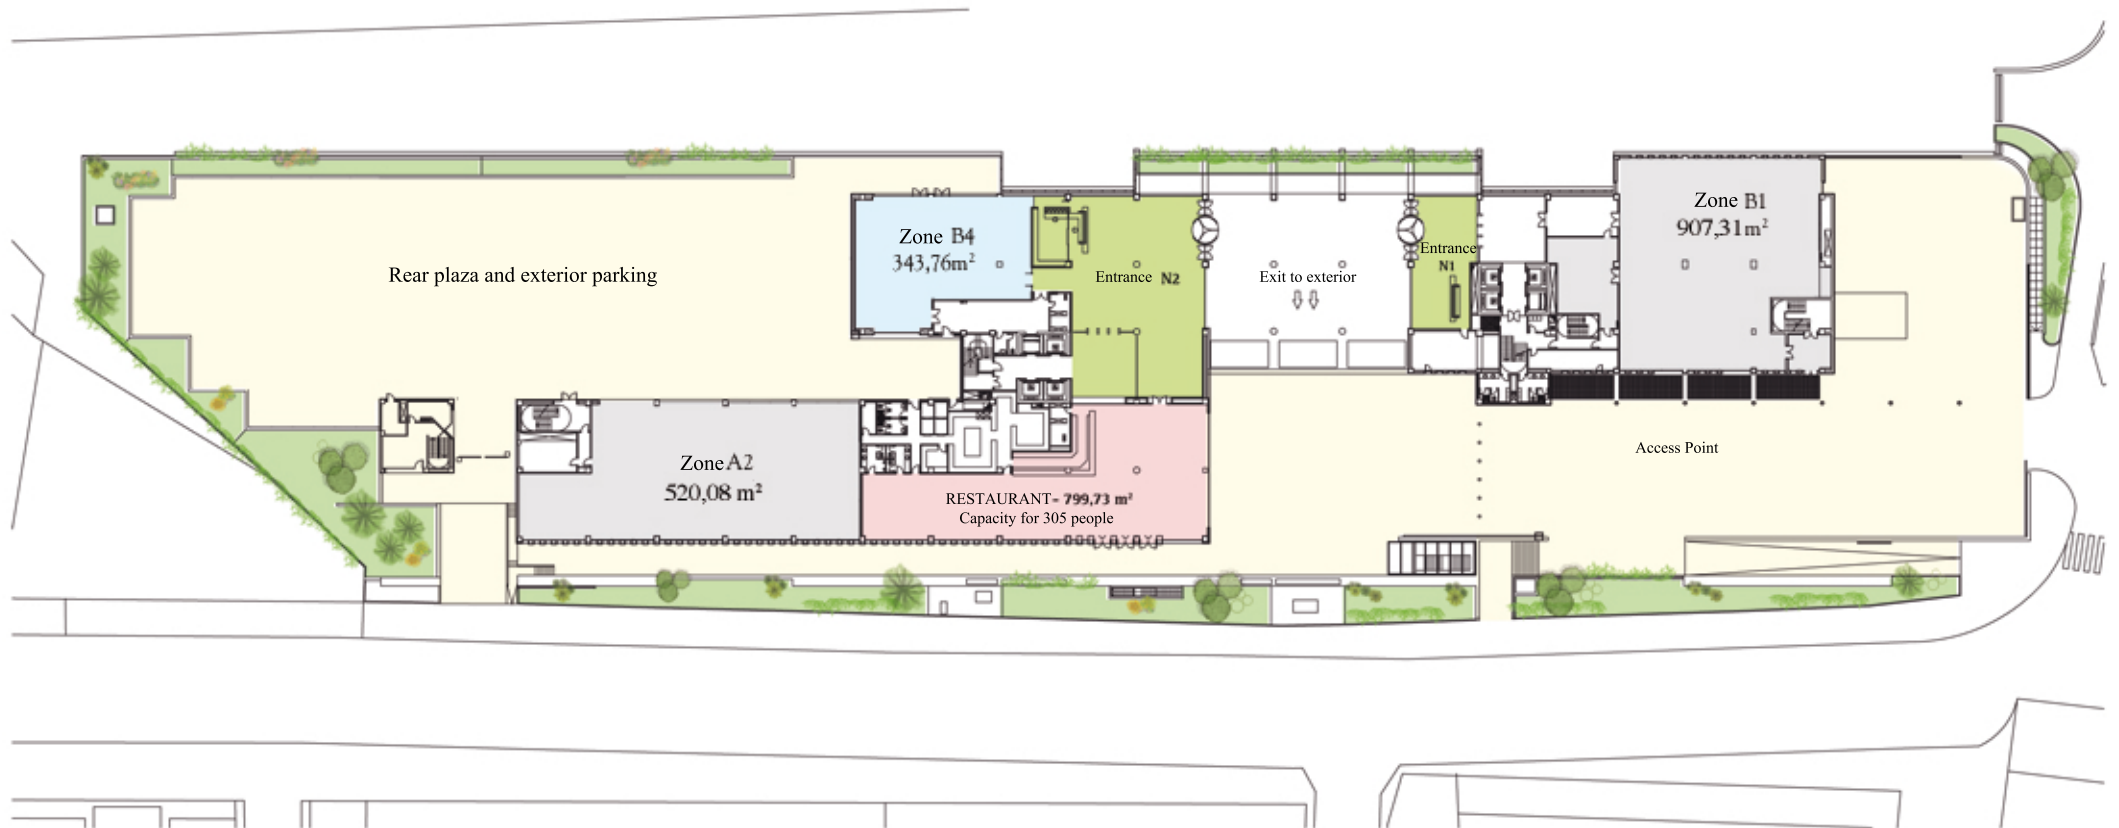 Zone B1
907,31m²
Zone B4
343,76m²
Entrance
N1
Rear plaza and exterior parking
Entrance N2
Exit to exterior
Access Point
Zone A2
520,08 m²
RESTAURANT- 799,73 m²
Capacity for 305 people